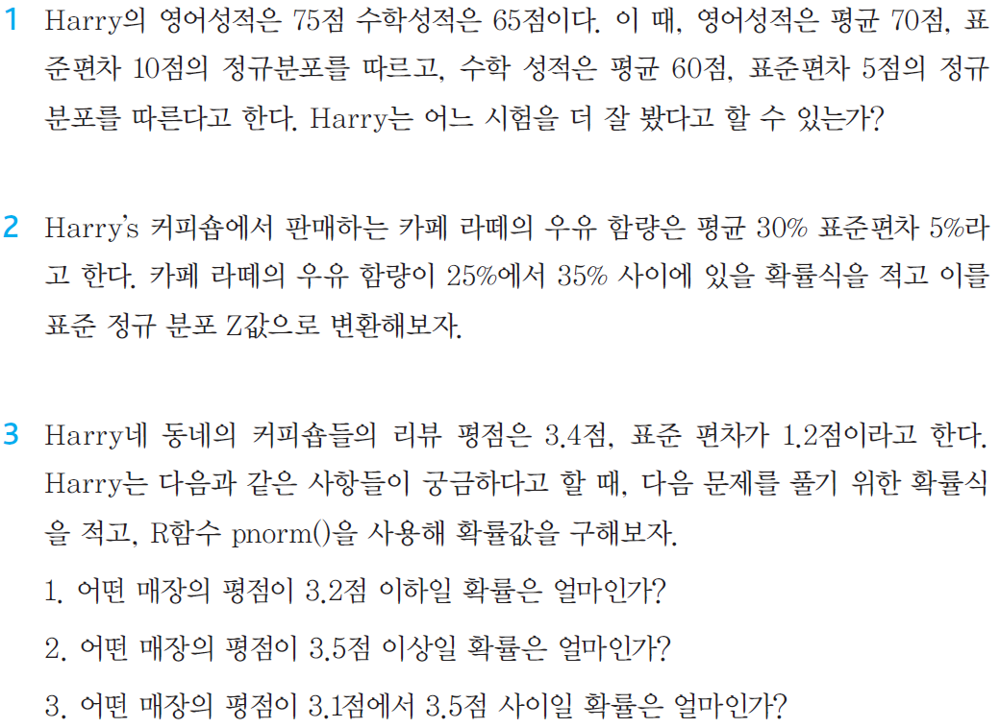 1 Harry의 영어성적은 75점 수학성적은 65점이다. 이 때, 영어성적은 평균 70점, 표
준편차 10점의 정규분포를 따르고, 수학 성적은 평균 60점, 표준편차 5점의 정규
분포를 따른다고 한다. Harry는 어느 시험을 더 잘 봤다고 할 수 있는가?
2 Harry's 커피숍에서 판매하는 카페 라떼의 우유 함량은 평균 30% 표준편차 5%라
고 한다. 카페 라떼의 우유 함량이 25%에서 35% 사이에 있을 확률식을 적고 이를
표준 정규 분포 Z값으로 변환해보자.
3 Harry네 동네의 커피숍들의 리뷰 평점은 3.4점, 표준 편차가 1.2점이라고 한다.
Harry는 다음과 같은 사항들이 궁금하다고 할 때, 다음 문제를 풀기 위한 확률식
을 적고, R함수 pnorm()을 사용해 확률값을 구해보자.
1. 어떤 매장의 평점이 3.2점 이하일 확률은 얼마인가?
2. 어떤 매장의 평점이 3.5점 이상일 확률은 얼마인가?
3. 어떤 매장의 평점이 3.1점에서 3.5점 사이일 확률은 얼마인가?